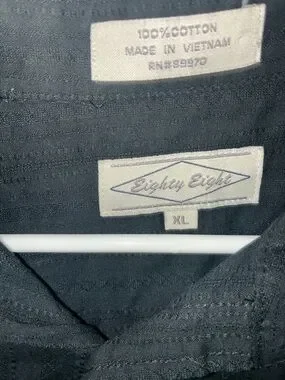 100% COTTON
MADE IN VIETNAM
RN#89970
Eighty Eight
XL